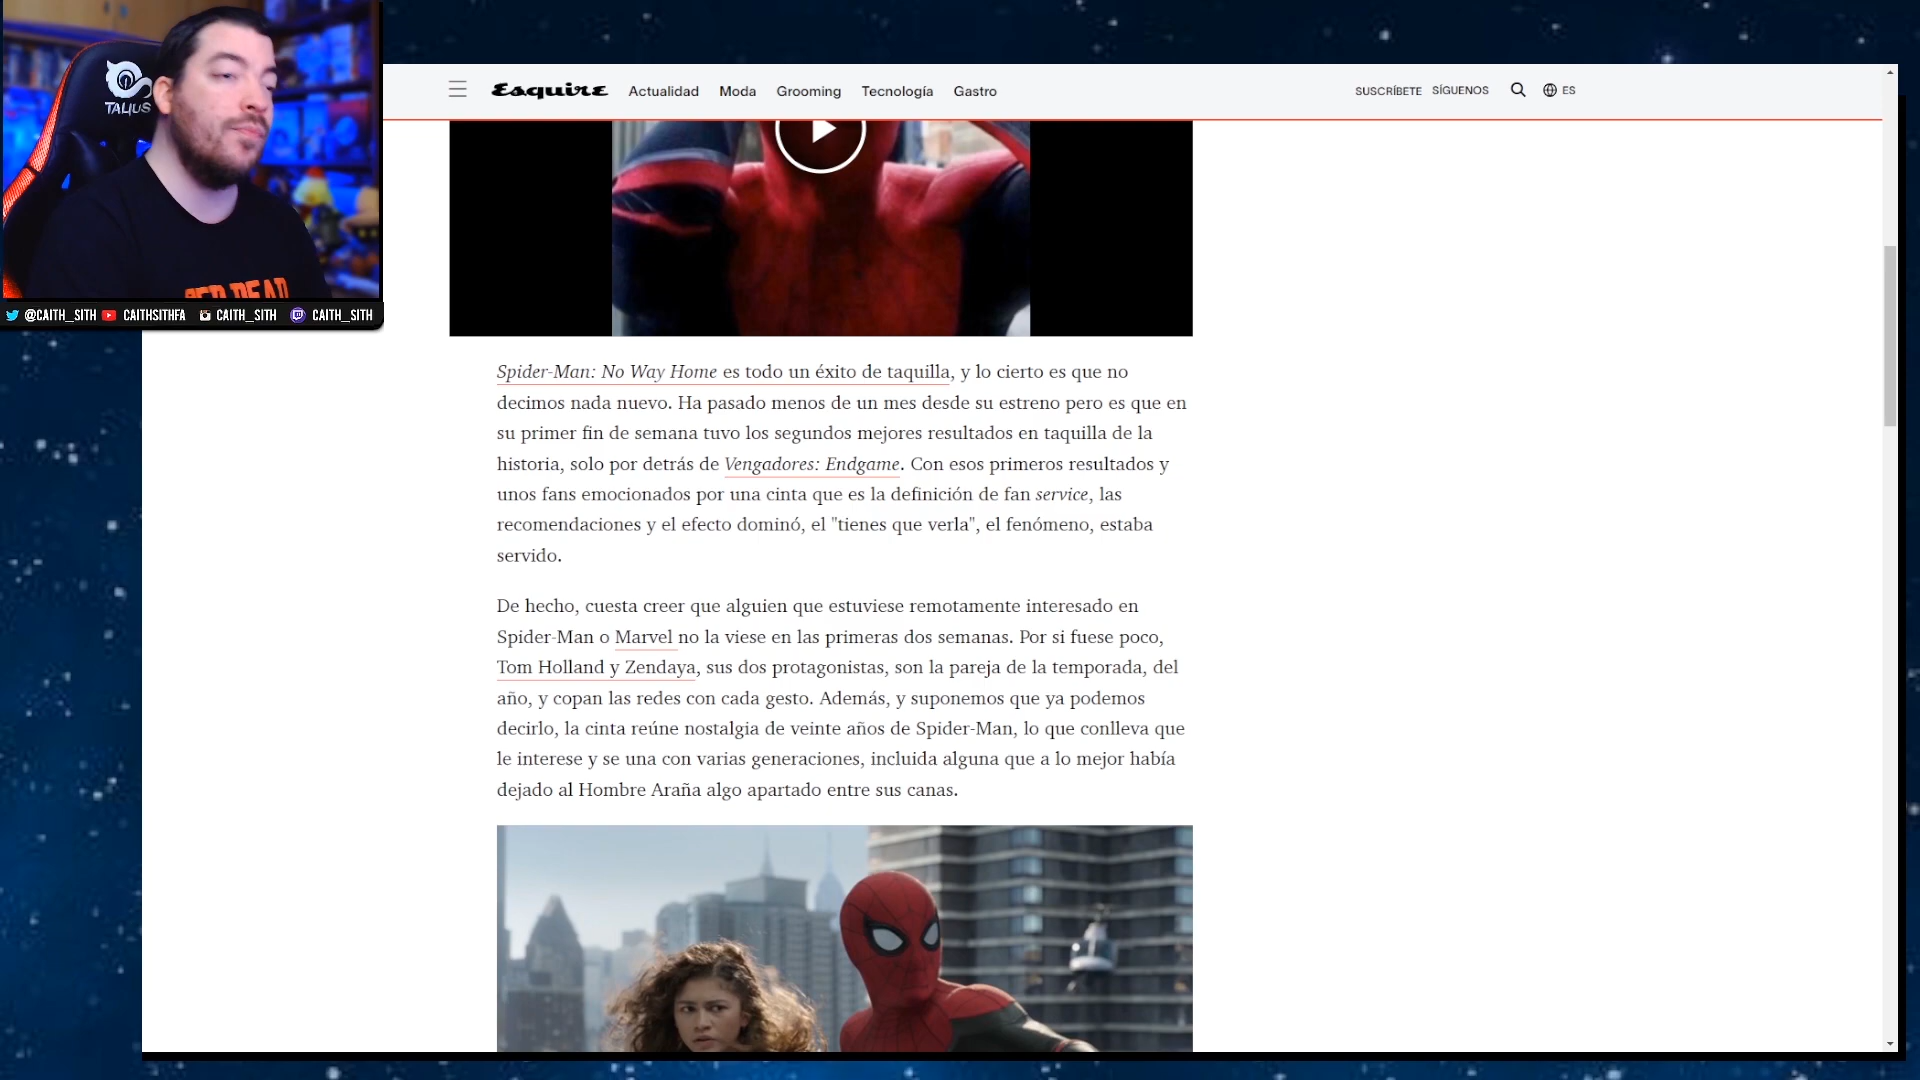 TALIUS
RED DEAD
@CAITH_SITH CAITHSITHFA CAITH_SITH CAITH_SITH
Esquire Actualidad Moda Grooming Tecnología Gastro SUSCRÍBETE SÍGUENOS ES
Spider-Man: No Way Home es todo un éxito de taquilla, y lo cierto es que no
decimos nada nuevo. Ha pasado menos de un mes desde su estreno pero es que en
su primer fin de semana tuvo los segundos mejores resultados en taquilla de la
historia, solo por detrás de Vengadores: Endgame. Con esos primeros resultados y
unos fans emocionados por una cinta que es la definición de fan service, las
recomendaciones y el efecto dominó, el "tienes que verla", el fenómeno, estaba
servido.
De hecho, cuesta creer que alguien que estuviese remotamente interesado en
Spider-Man o Marvel no la viese en las primeras dos semanas. Por si fuese poco,
Tom Holland y Zendaya, sus dos protagonistas, son la pareja de la temporada, del
año, y copan las redes con cada gesto. Además, y suponemos que ya podemos
decirlo, la cinta reúne nostalgia de veinte años de Spider-Man, lo que conlleva que
le interese y se una con varias generaciones, incluida alguna que a lo mejor había
dejado al Hombre Araña algo apartado entre sus canas.